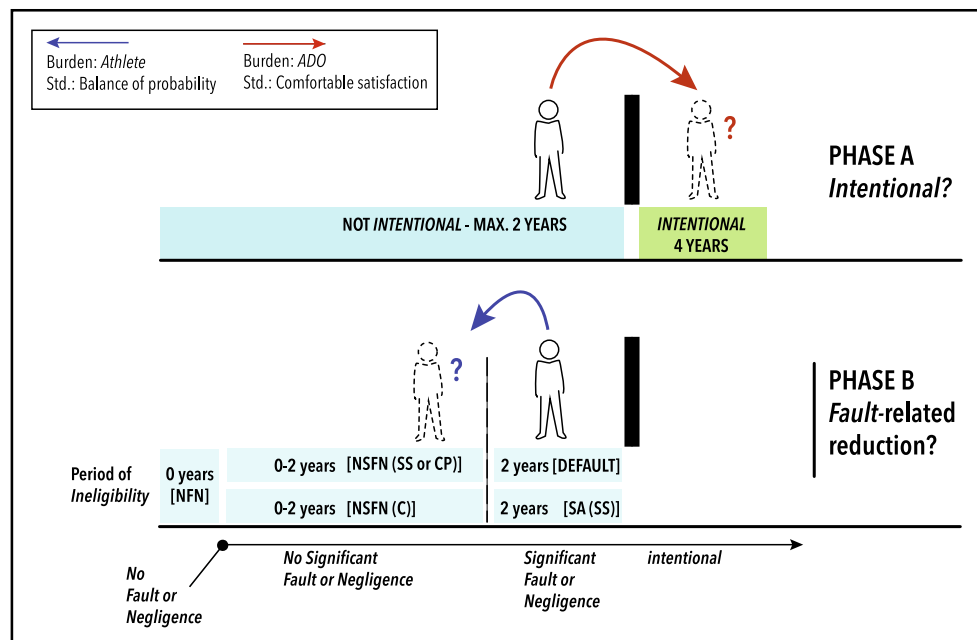 Burden: Athlete
Std.: Balance of probability
Burden: ADO
Std.: Comfortable satisfaction
?
PHASE A
Intentional?
NOT INTENTIONAL - MAX. 2 YEARS
INTENTIONAL
4 YEARS
?
PHASE B
Fault-related
reduction?
Period of
Ineligibility
0 years
[NFN]
0-2 years [NSFN (SS or CP)]
2 years [DEFAULT]
0-2 years [NSFN (C)]
2 years [SA (SS)]
No
Fault or
Negligence
No Significant
Fault or Negligence
Significant
Fault or
Negligence
intentional